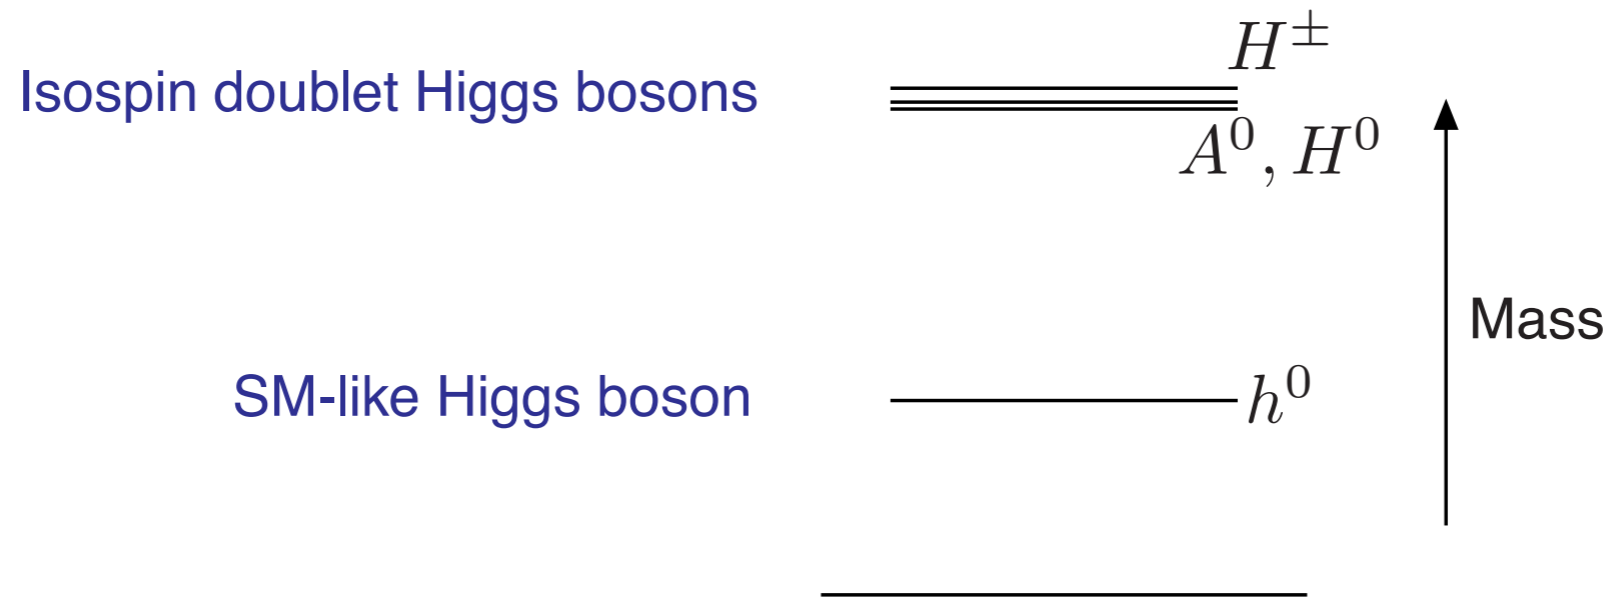 H±
Isospin doublet Higgs bosons
A⁰, H⁰
Mass
SM-like Higgs boson
h⁰